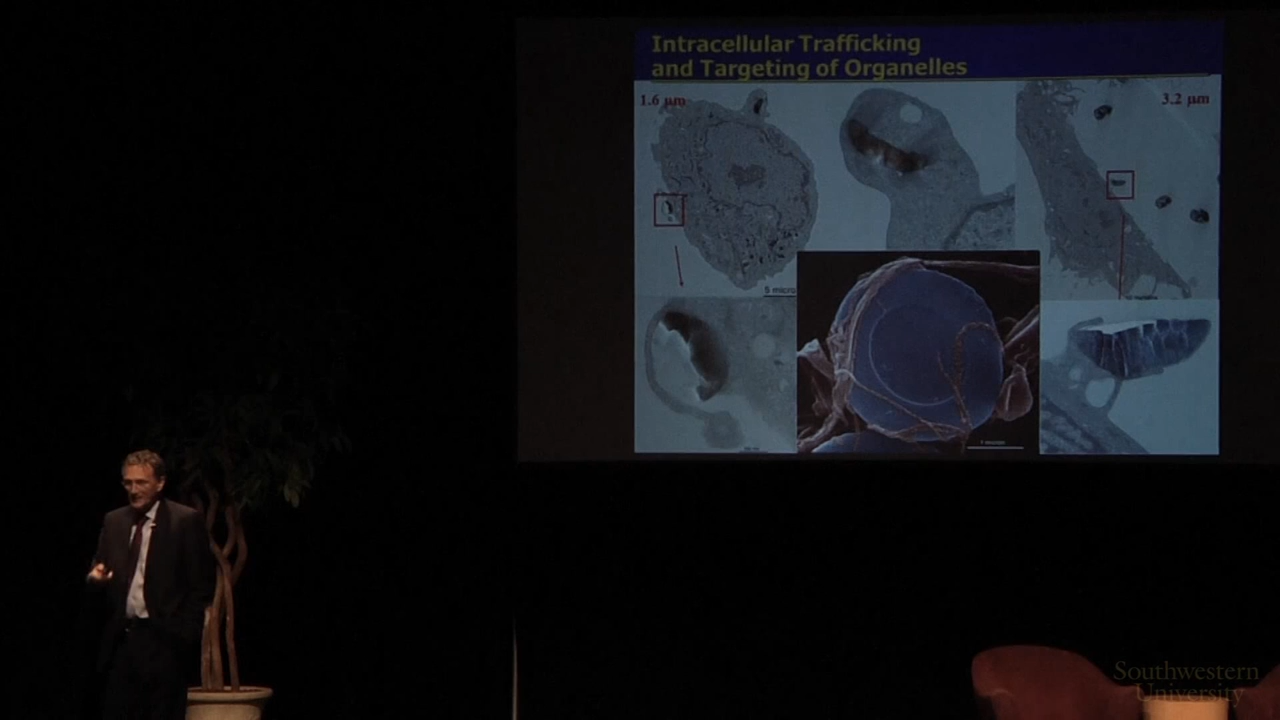 Intracellular Trafficking
and Targeting of Organelles
1.6 µm
3.2 µm
5 micro
Southwestern
University